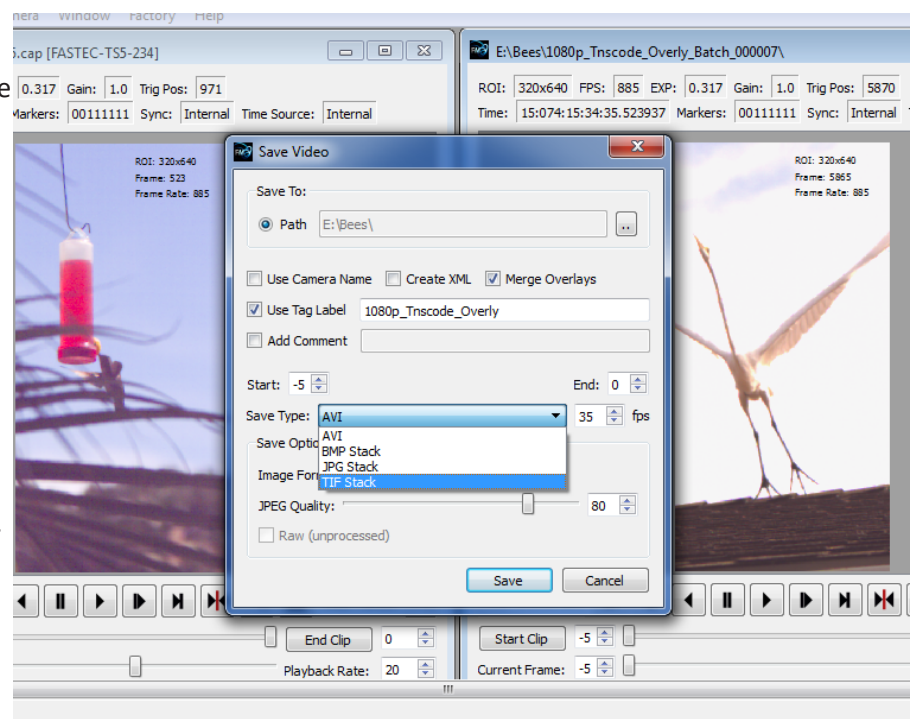 mera Window Factory Help
5.cap [FASTEC-TS5-234]
E:\Bees\1080p_Tnscode_Overly_Batch_000007\
e 0.317 Gain: 1.0 Trig Pos: 971
Markers: 00111111 Sync: Internal Time Source: Internal
ROI: 320x640 FPS: 885 EXP: 0.317 Gain: 1.0 Trig Pos: 5870
Time: 15:074:15:34:35.523937 Markers: 00111111 Sync: Internal
ROI: 320x640
Frame: 523
Frame Rate: 885
ROI: 320x640
Frame: 5865
Frame Rate: 885
Save Video
Save To:
Path E:\Bees\ ..
Use Camera Name Create XML Merge Overlays
Use Tag Label 1080p_Tnscode_Overly
Add Comment
Start: -5 End: 0
Save Type: AVI 35 fps
AVI
BMP Stack
JPG Stack
TIF Stack
Save Optio
Image For
JPEG Quality: 80
Raw (unprocessed)
Save Cancel
End Clip 0
Playback Rate: 20
Start Clip -5
Current Frame: -5